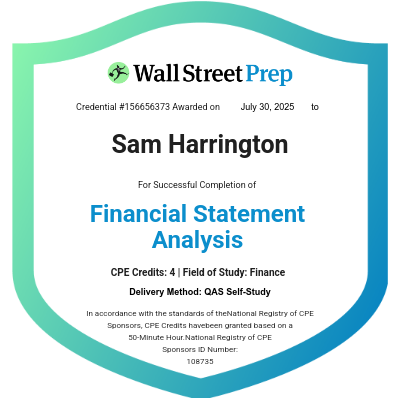 Wall Street Prep
Credential #156656373 Awarded on July 30, 2025 to
Sam Harrington
For Successful Completion of
Financial Statement
Analysis
CPE Credits: 4 | Field of Study: Finance
Delivery Method: QAS Self-Study
In accordance with the standards of theNational Registry of CPE
Sponsors, CPE Credits havebeen granted based on a
50-Minute Hour.National Registry of CPE
Sponsors ID Number:
108735